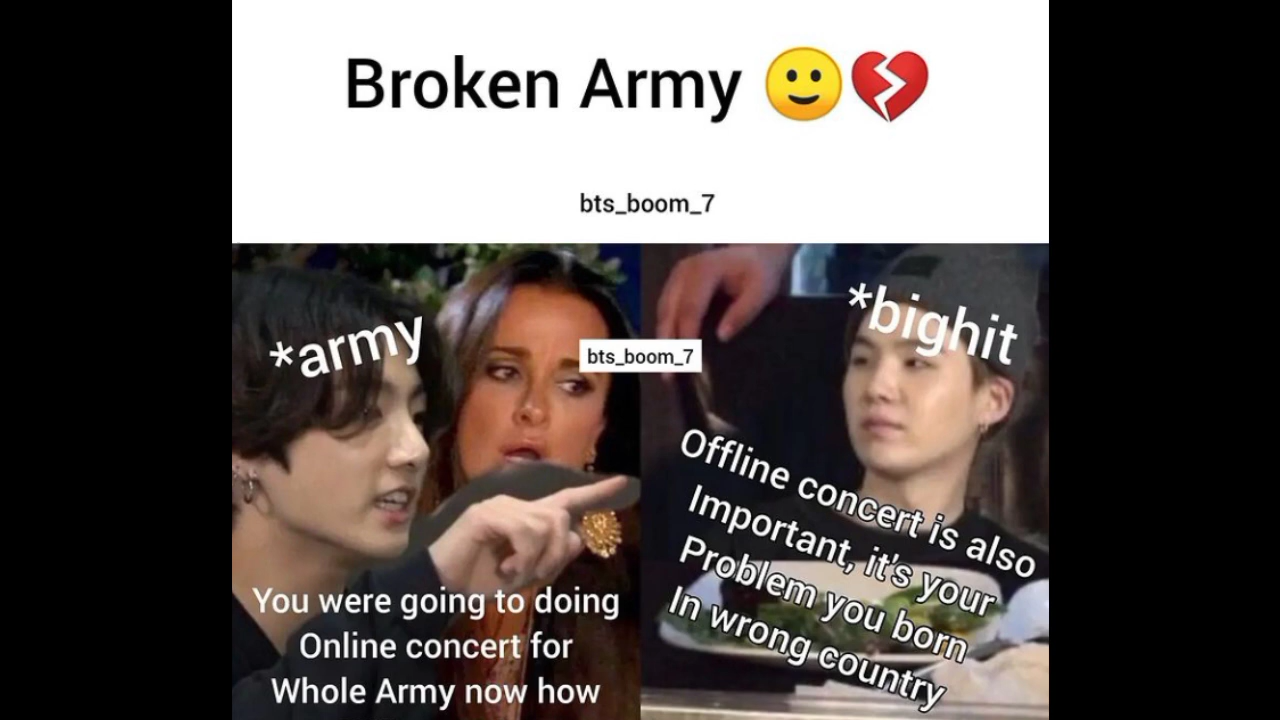 Broken Army 🙂💔
bts_boom_7
*army
bts_boom_7
*bighit
You were going to doing
Online concert for
Whole Army now how
Offline concert is also
Important, it's your
Problem you born
In wrong country